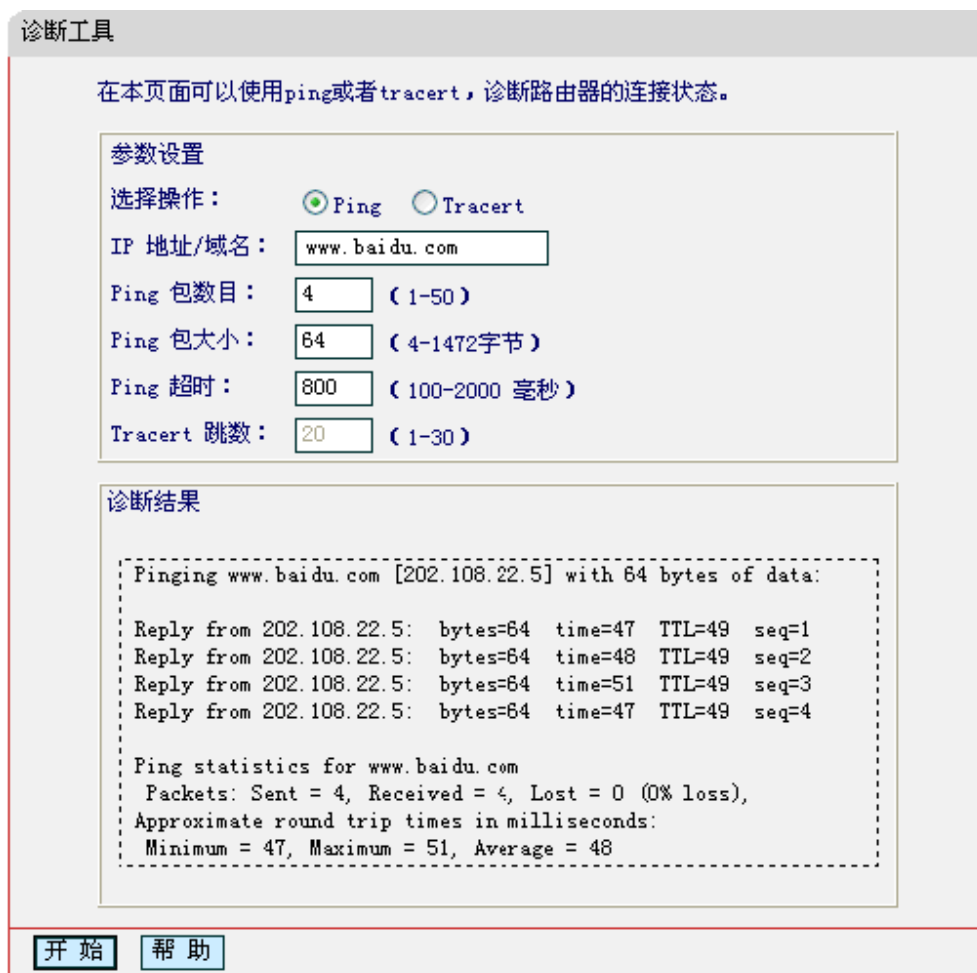 诊断工具
在本页面可以使用ping或者tracert，诊断路由器的连接状态。
参数设置
选择操作： Ping Tracert
IP 地址/域名： www.baidu.com
Ping 包数目： 4 （1-50）
Ping 包大小： 64 （4-1472字节）
Ping 超时： 800 （100-2000 毫秒）
Tracert 跳数： 20 （1-30）
诊断结果
Pinging www.baidu.com [202.108.22.5] with 64 bytes of data:
Reply from 202.108.22.5: bytes=64 time=47 TTL=49 seq=1
Reply from 202.108.22.5: bytes=64 time=48 TTL=49 seq=2
Reply from 202.108.22.5: bytes=64 time=51 TTL=49 seq=3
Reply from 202.108.22.5: bytes=64 time=47 TTL=49 seq=4
Ping statistics for www.baidu.com
Packets: Sent = 4, Received = 4, Lost = 0 (0% loss),
Approximate round trip times in milliseconds:
Minimum = 47, Maximum = 51, Average = 48
开 始 帮 助